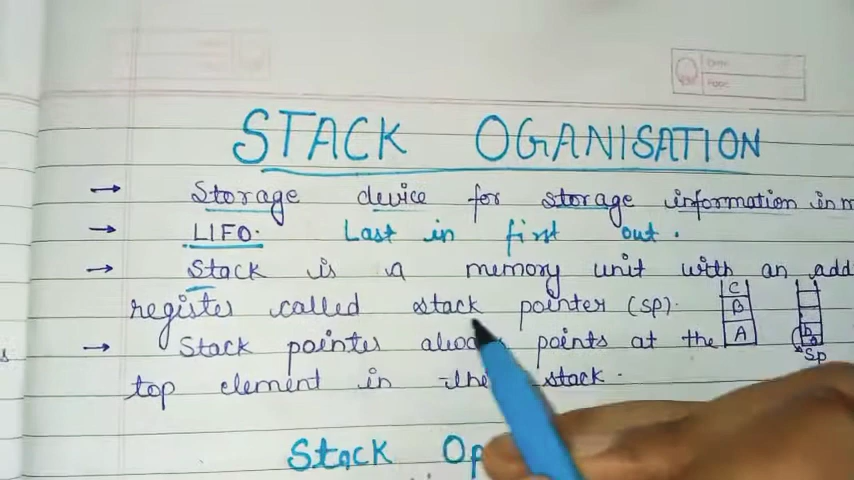 STACK OGANISATION
→ Storage device for storage information in m
→ LIFO. Last in first out.
→ Stack is a memory unit with an add
register called stack pointer (SP).
C
B
A
b
a
SP
→ Stack pointer points at the
top element in the stack.
Stack Op